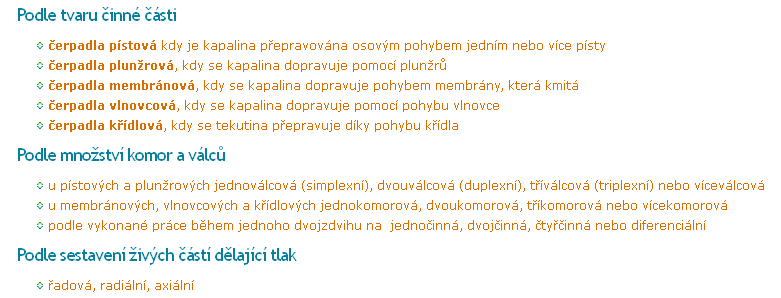 Podle tvaru činné části
čerpadla pístová kdy je kapalina přepravována osovým pohybem jedním nebo více písty
čerpadla plunžrová, kdy se kapalina dopravuje pomocí plunžrů
čerpadla membránová, kdy se kapalina dopravuje pohybem membrány, která kmitá
čerpadla vlnovcová, kdy se kapalina dopravuje pomocí pohybu vlnovce
čerpadla křídlová, kdy se tekutina přepravuje díky pohybu křídla
Podle množství komor a válců
u pístových a plunžrových jednoválcová (simplexní), dvouválcová (duplexní), tříválcová (triplexní) nebo víceválcová
u membránových, vlnovcových a křídlových jednokomorová, dvoukomorová, tříkomorová nebo vícekomorová
podle vykonané práce během jednoho dvojzdvihu na jednočinná, dvojčinná, čtyřčinná nebo diferenciální
Podle sestavení živých částí dělající tlak
řadová, radiální, axiální